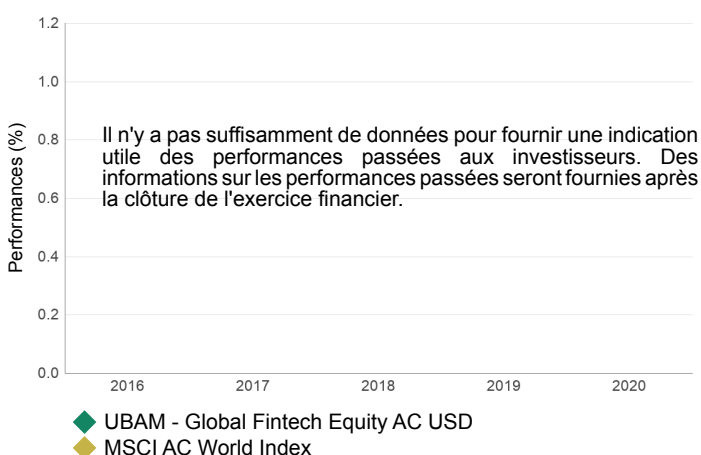 1.2
1.0
0.8
0.6
0.4
0.2
0.0
Performances (%)
Il n'y a pas suffisamment de données pour fournir une indication
utile des performances passées aux investisseurs. Des
informations sur les performances passées seront fournies après
la clôture de l'exercice financier.
2016 2017 2018 2019 2020
UBAM - Global Fintech Equity AC USD
MSCI AC World Index